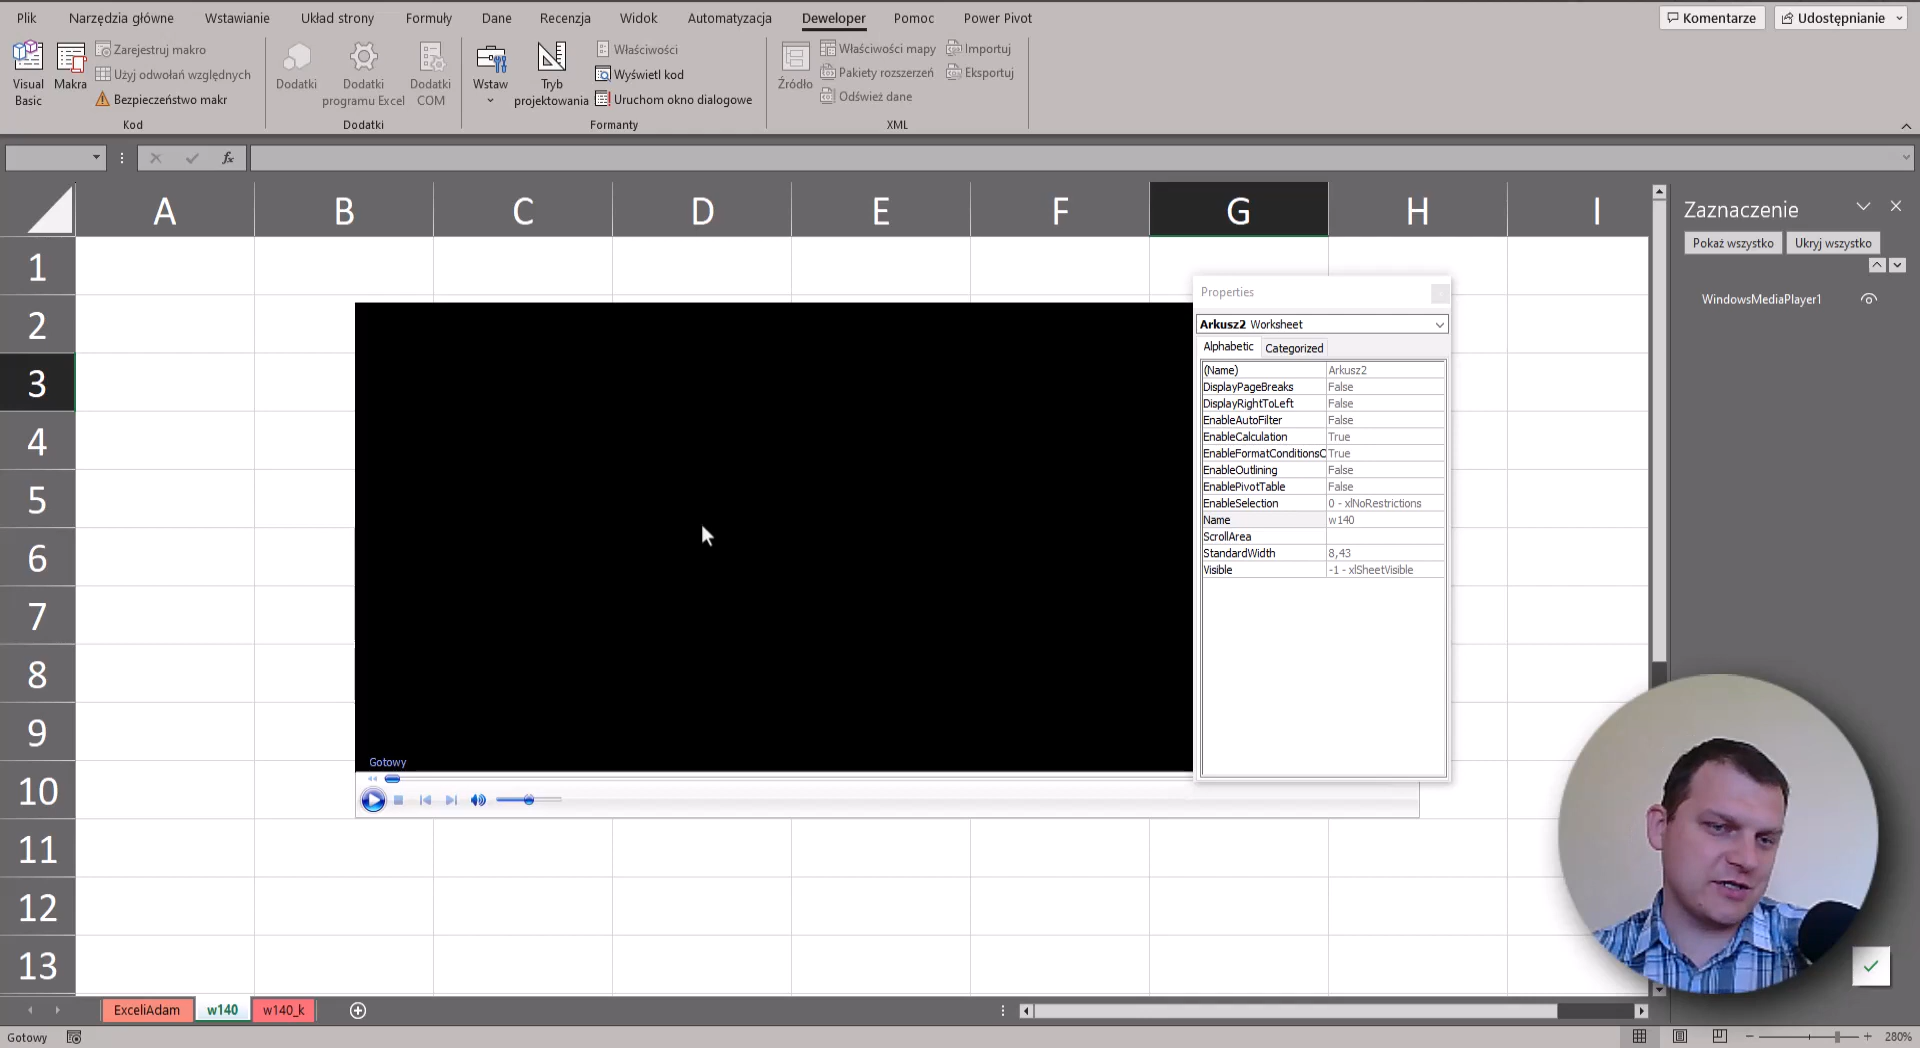 Plik Narzędzia główne Wstawianie Układ strony Formuły Dane Recenzja Widok Automatyzacja Deweloper Pomoc Power Pivot Komentarze Udostępnianie
Visual Basic
Makra
Zarejestruj makro
Użyj odwołań względnych
Bezpieczeństwo makr
Kod
Dodatki
Dodatki programu Excel
Dodatki COM
Dodatki
Wstaw
Tryb projektowania
Właściwości
Wyświetl kod
Uruchom okno dialogowe
Formanty
Źródło
Właściwości mapy
Pakiety rozszerzeń
Odśwież dane
Importuj
Eksportuj
XML
fx
A B C D E F G H I
1
2
3
4
5
6
7
8
9
10
11
12
13
Gotowy
Properties
Arkusz2 Worksheet
Alphabetic Categorized
(Name) Arkusz2
DisplayPageBreaks False
DisplayRightToLeft False
EnableAutoFilter False
EnableCalculation True
EnableFormatConditionsC True
EnableOutlining False
EnablePivotTable False
EnableSelection 0 - xlNoRestrictions
Name w140
ScrollArea
StandardWidth 8,43
Visible -1 - xlSheetVisible
Zaznaczenie
Pokaż wszystko Ukryj wszystko
WindowsMediaPlayer1
ExceliAdam w140 w140_k
Gotowy
280%